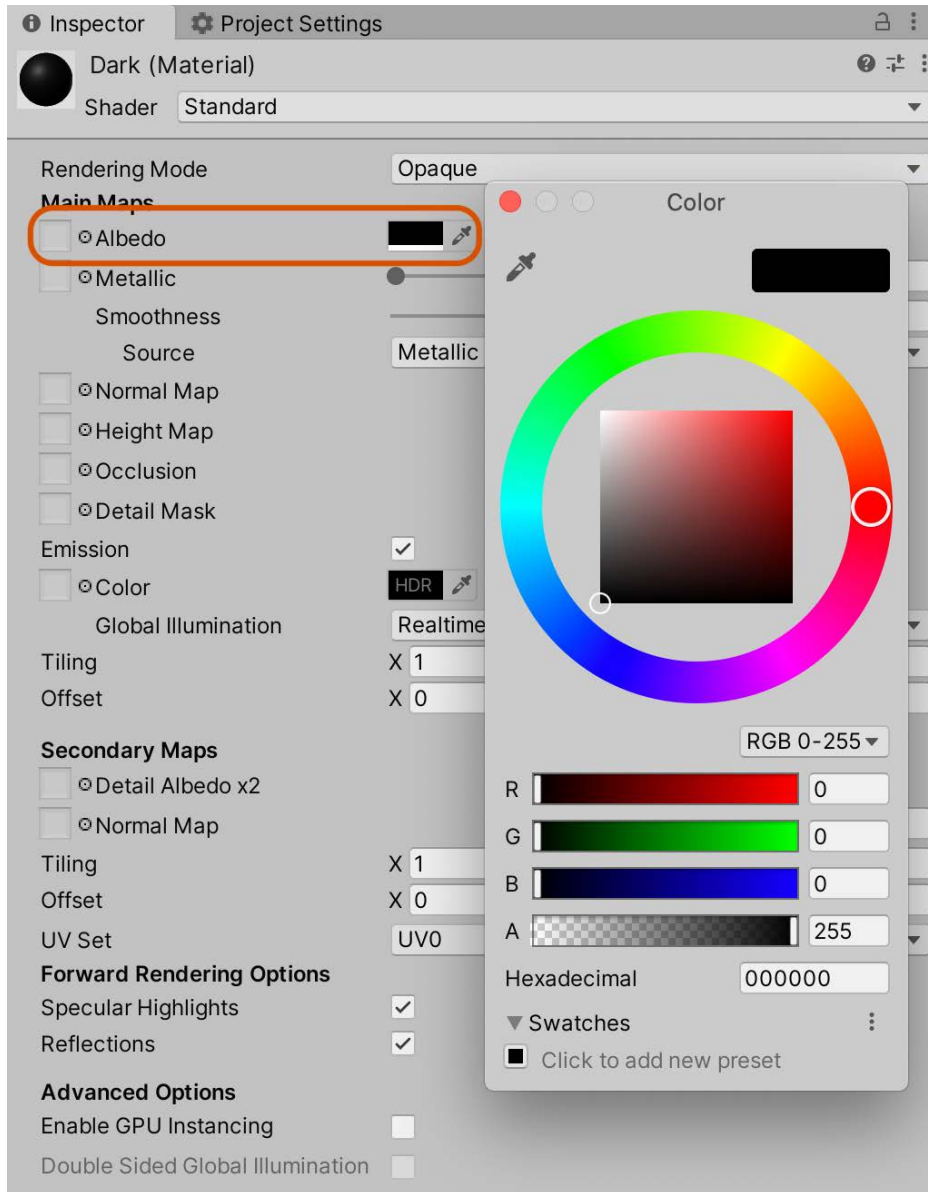 Inspector Project Settings
Dark (Material)
Shader Standard
Rendering Mode Opaque
Main Maps
Albedo
Metallic
Smoothness
Source Metallic
Normal Map
Height Map
Occlusion
Detail Mask
Emission
Color HDR
Global Illumination Realtime
Tiling X 1
Offset X 0
Secondary Maps
Detail Albedo x2
Normal Map
Tiling X 1
Offset X 0
UV Set UV0
Forward Rendering Options
Specular Highlights
Reflections
Advanced Options
Enable GPU Instancing
Double Sided Global Illumination
Color
RGB 0-255
R 0
G 0
B 0
A 255
Hexadecimal 000000
Swatches
Click to add new preset